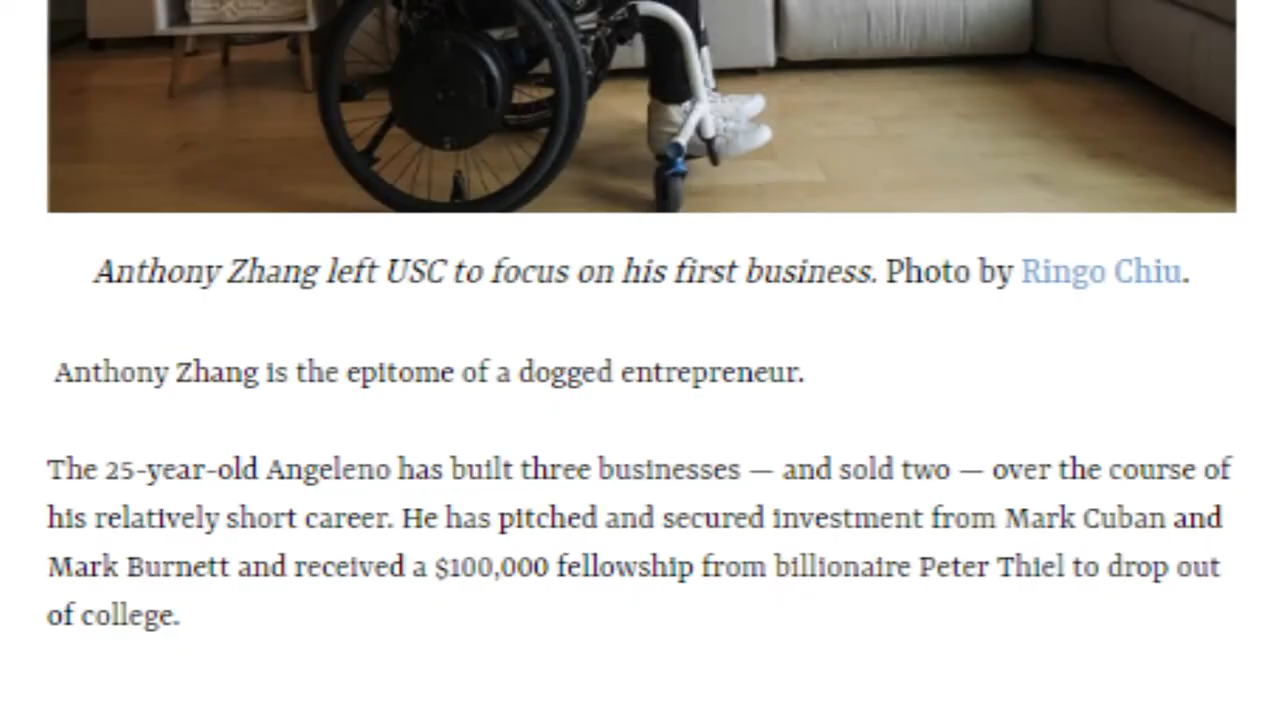 Anthony Zhang left USC to focus on his first business. Photo by Ringo Chiu.
Anthony Zhang is the epitome of a dogged entrepreneur.
The 25-year-old Angeleno has built three businesses — and sold two — over the course of
his relatively short career. He has pitched and secured investment from Mark Cuban and
Mark Burnett and received a $100,000 fellowship from billionaire Peter Thiel to drop out
of college.